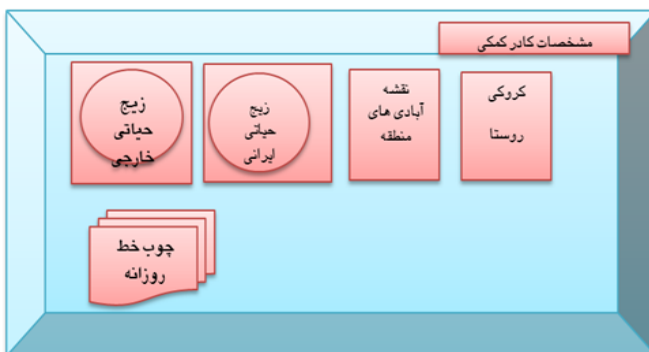 مشخصات کادر کمکی
کروکی
روستا
نقشه
آبادی های
منطقه
زیج
حیاتی
ایرانی
زیج
حیاتی
خارجی
چوب خط
روزانه